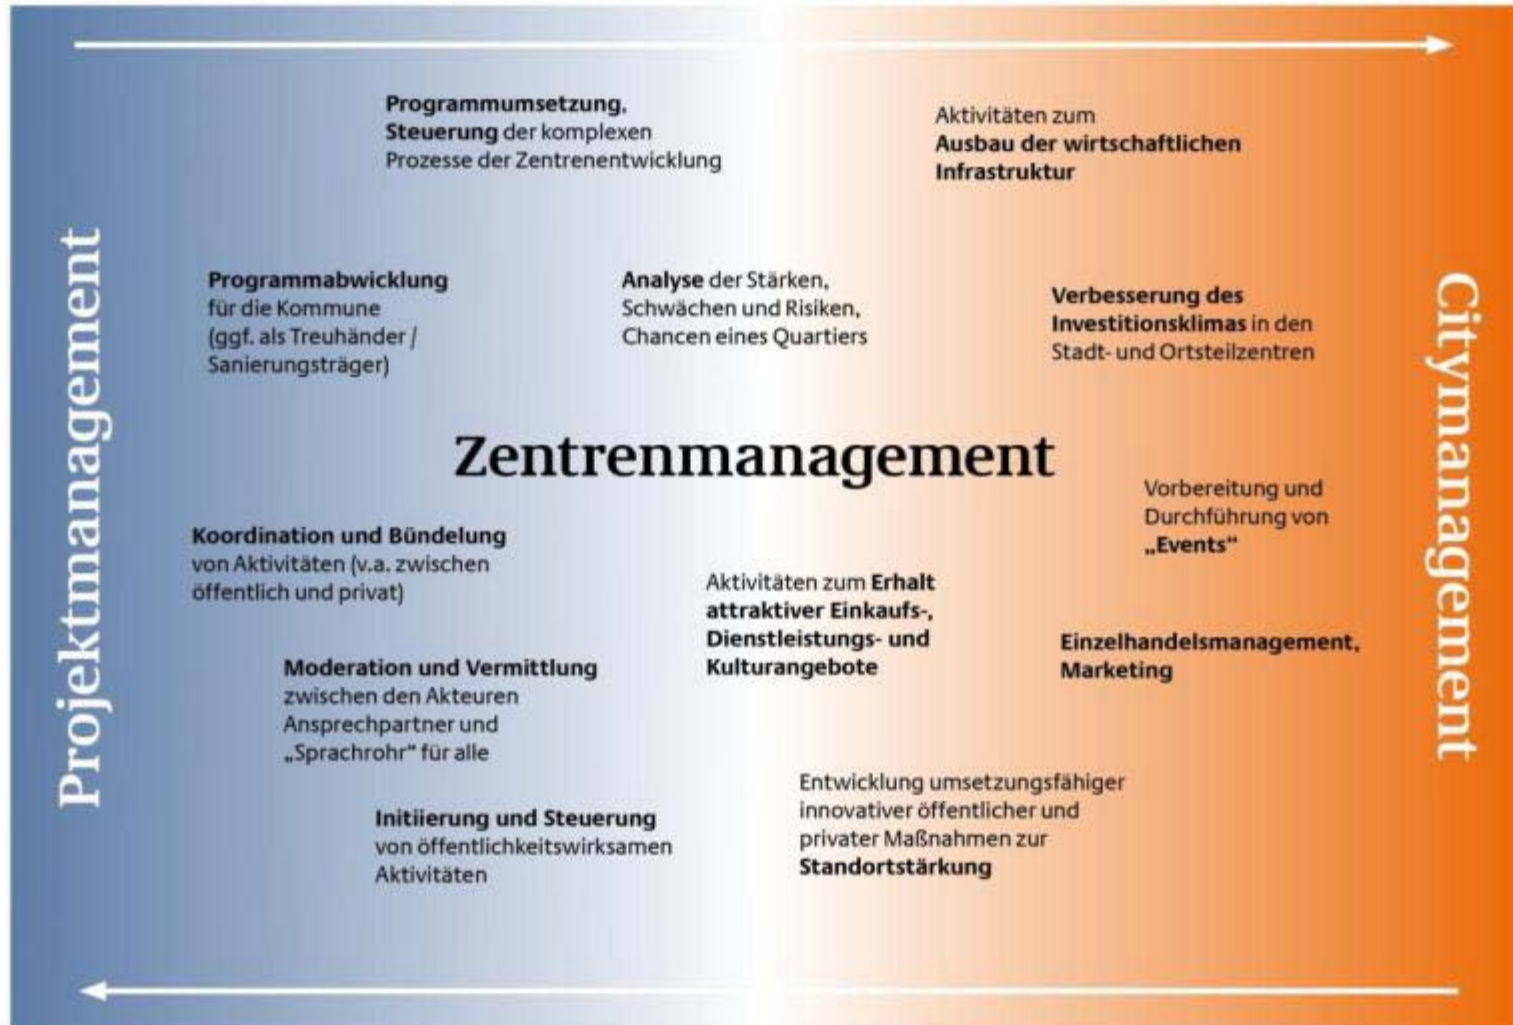 Projektmanagement
Programmumsetzung,
Steuerung der komplexen
Prozesse der Zentrenentwicklung
Aktivitäten zum
Ausbau der wirtschaftlichen
Infrastruktur
Programmabwicklung
für die Kommune
(ggf. als Treuhänder /
Sanierungsträger)
Analyse der Stärken,
Schwächen und Risiken,
Chancen eines Quartiers
Verbesserung des
Investitionsklimas in den
Stadt- und Ortsteilzentren
Zentrenmanagement
Vorbereitung und
Durchführung von
„Events“
Koordination und Bündelung
von Aktivitäten (v.a. zwischen
öffentlich und privat)
Aktivitäten zum Erhalt
attraktiver Einkaufs-,
Dienstleistungs- und
Kulturangebote
Einzelhandelsmanagement,
Marketing
Moderation und Vermittlung
zwischen den Akteuren
Ansprechpartner und
„Sprachrohr“ für alle
Entwicklung umsetzungsfähiger
innovativer öffentlicher und
privater Maßnahmen zur
Standortstärkung
Initiierung und Steuerung
von öffentlichkeitswirksamen
Aktivitäten
Citymanagement